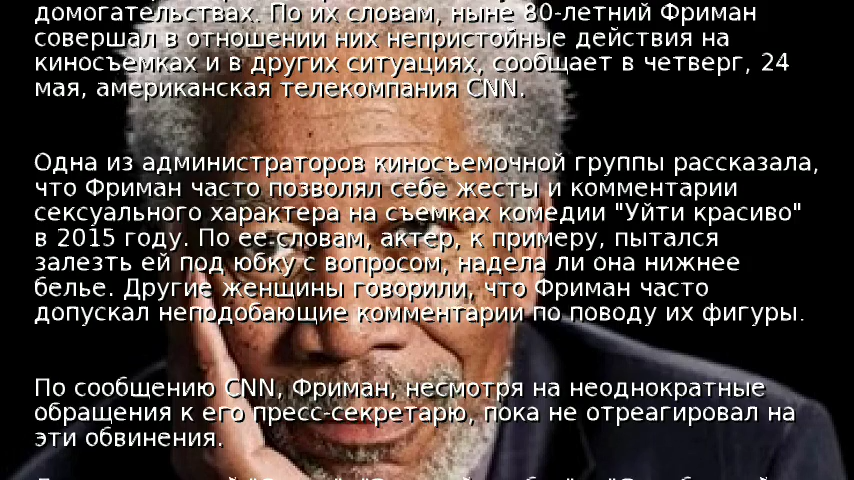 домогательствах. По их словам, ныне 80-летний Фриман
совершал в отношении них непристойные действия на
киносъемках и в других ситуациях, сообщает в четверг, 24
мая, американская телекомпания CNN.
Одна из администраторов киносъемочной группы рассказала,
что Фриман часто позволял себе жесты и комментарии
сексуального характера на съемках комедии "Уйти красиво"
в 2015 году. По ее словам, актер, к примеру, пытался
залезть ей под юбку с вопросом, надела ли она нижнее
белье. Другие женщины говорили, что Фриман часто
допускал неподобающие комментарии по поводу их фигуры.
По сообщению CNN, Фриман, несмотря на неоднократные
обращения к его пресс-секретарю, пока не отреагировал на
эти обвинения.